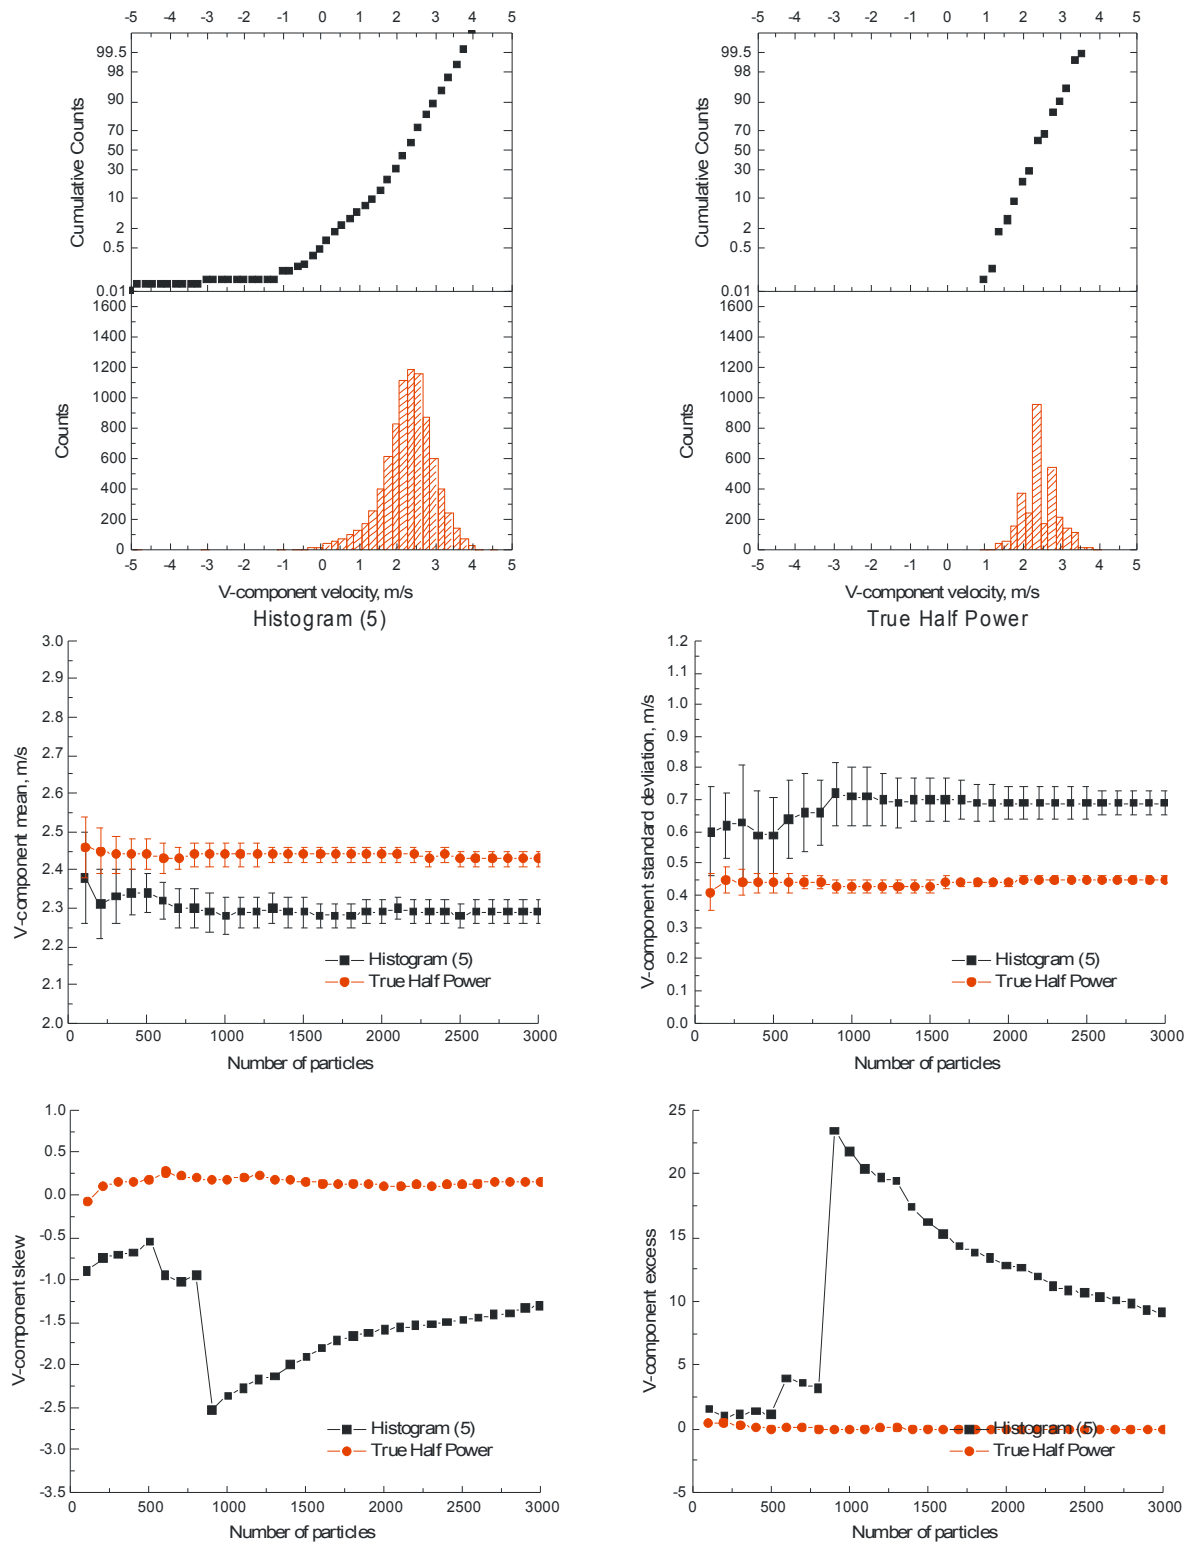 -5 -4 -3 -2 -1 0 1 2 3 4 5
99.5
98
90
70
50
30
10
2
0.5
0.01
Cumulative Counts
1600
1400
1200
1000
800
600
400
200
0
Counts
-5 -4 -3 -2 -1 0 1 2 3 4 5
V-component velocity, m/s
Histogram (5)
-5 -4 -3 -2 -1 0 1 2 3 4 5
99.5
98
90
70
50
30
10
2
0.5
0.01
Cumulative Counts
1600
1400
1200
1000
800
600
400
200
0
Counts
-5 -4 -3 -2 -1 0 1 2 3 4 5
V-component velocity, m/s
True Half Power
3.0
2.9
2.8
2.7
2.6
2.5
2.4
2.3
2.2
2.1
2.0
V-component mean, m/s
Histogram (5)
True Half Power
0 500 1000 1500 2000 2500 3000
Number of particles
1.2
1.1
1.0
0.9
0.8
0.7
0.6
0.5
0.4
0.3
0.2
0.1
0.0
V-component standard devliation, m/s
Histogram (5)
True Half Power
0 500 1000 1500 2000 2500 3000
Number of particles
1.0
0.5
0.0
-0.5
-1.0
-1.5
-2.0
-2.5
-3.0
-3.5
V-component skew
Histogram (5)
True Half Power
0 500 1000 1500 2000 2500 3000
Number of particles
25
20
15
10
5
0
-5
V-component excess
Histogram (5)
True Half Power
0 500 1000 1500 2000 2500 3000
Number of particles